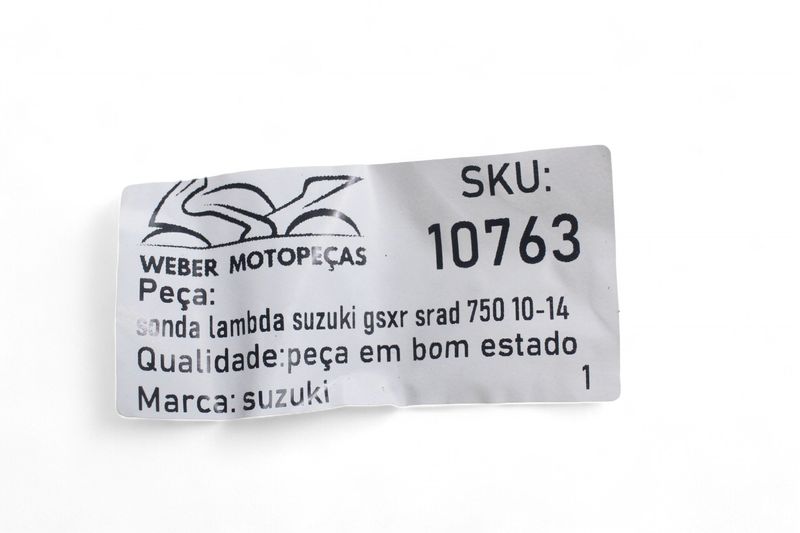 WEBER MOTOPEÇAS
SKU:
10763
Peça:
sonda lambda suzuki gsxr srad 750 10-14
Qualidade:peça em bom estado
Marca: suzuki
1